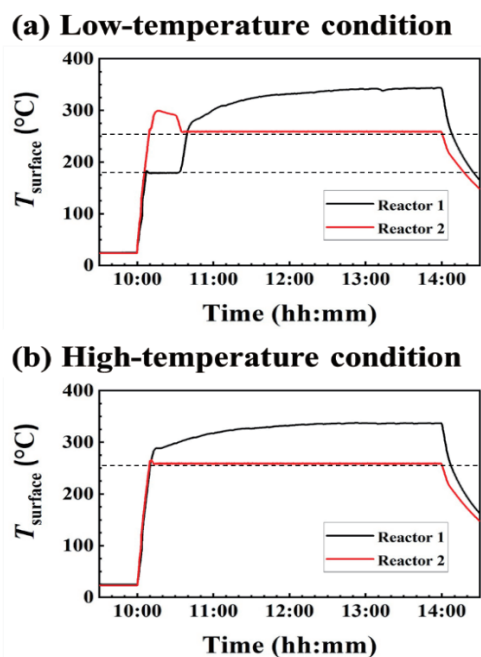 (a) Low-temperature condition
400
300
200
100
0
T surface (°C)
Reactor 1
Reactor 2
10:00 11:00 12:00 13:00 14:00
Time (hh:mm)
(b) High-temperature condition
400
300
200
100
0
T surface (°C)
Reactor 1
Reactor 2
10:00 11:00 12:00 13:00 14:00
Time (hh:mm)